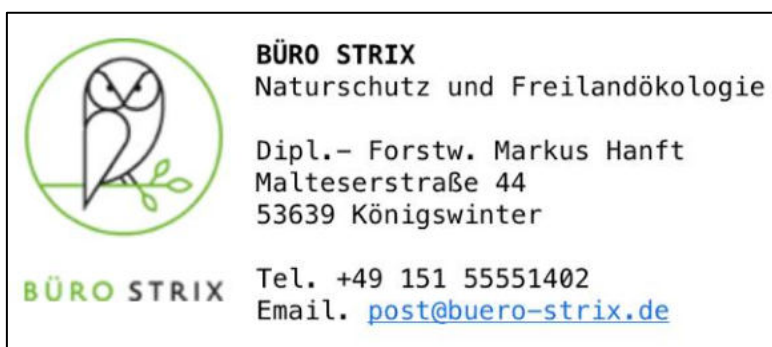 BÜRO STRIX
Naturschutz und Freilandökologie
Dipl.– Forstw. Markus Hanft
Malteserstraße 44
53639 Königswinter
Tel. +49 151 55551402
Email. post@buero-strix.de
BÜRO STRIX